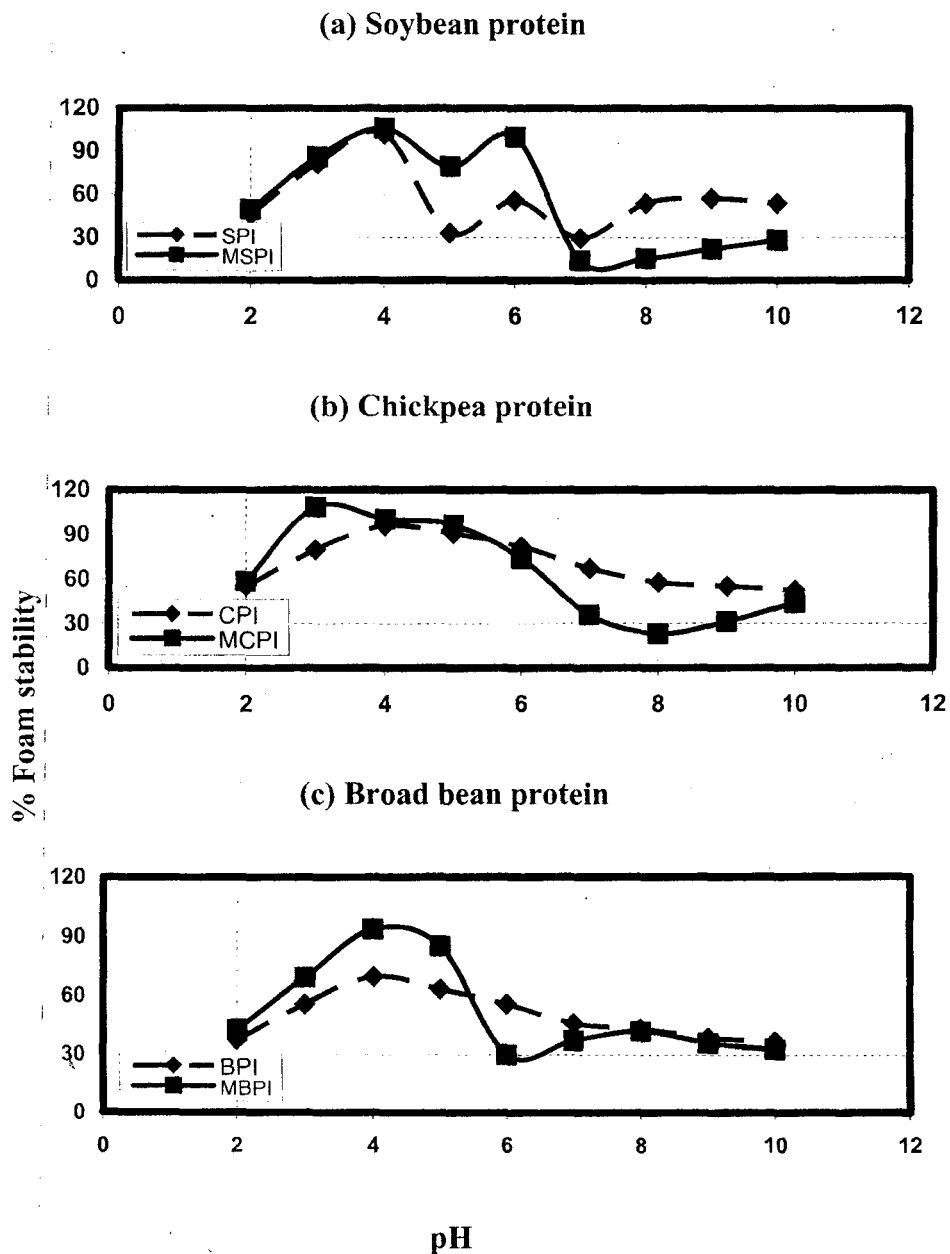 (a) Soybean protein
120
90
60
30
0
SPI
MSPI
0 2 4 6 8 10 12
(b) Chickpea protein
120
90
60
30
0
CPI
MCPI
0 2 4 6 8 10 12
% Foam stability
(c) Broad bean protein
120
90
60
30
0
BPI
MBPI
0 2 4 6 8 10 12
pH